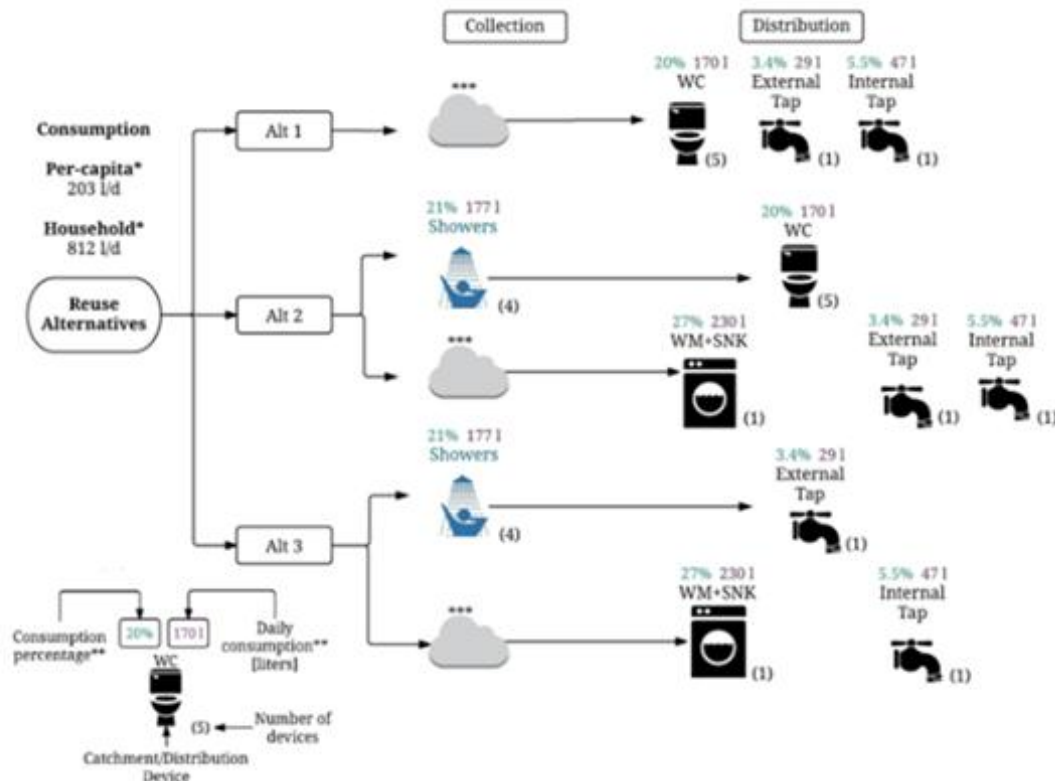 Collection
Distribution
20% 170 l
WC
(5)
3.4% 29 l
External
Tap
(1)
5.5% 47 l
Internal
Tap
(1)
Consumption
Per-capita*
203 l/d
Household*
812 l/d
Reuse
Alternatives
Alt 1
***
Alt 2
21% 177 l
Showers
(4)
20% 170 l
WC
(5)
***
27% 230 l
WM+SNK
(1)
3.4% 29 l
External
Tap
(1)
5.5% 47 l
Internal
Tap
(1)
Alt 3
21% 177 l
Showers
(4)
3.4% 29 l
External
Tap
(1)
***
27% 230 l
WM+SNK
(1)
5.5% 47 l
Internal
Tap
(1)
Consumption
percentage**
20%
170 l
Daily
consumption**
[liters]
WC
(5)
Number of
devices
Catchment/Distribution
Device